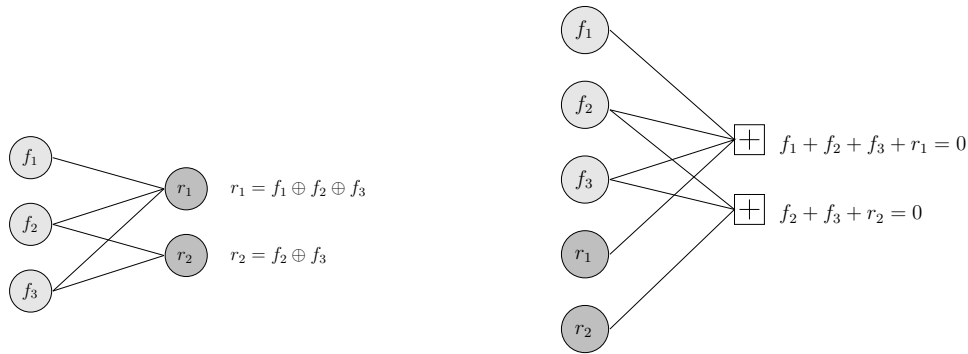 f₁
f₂
f₃
r₁
r₂
r₁ = f₁ ⊕ f₂ ⊕ f₃
r₂ = f₂ ⊕ f₃
f₁
f₂
f₃
r₁
r₂
+
f₁ + f₂ + f₃ + r₁ = 0
+
f₂ + f₃ + r₂ = 0